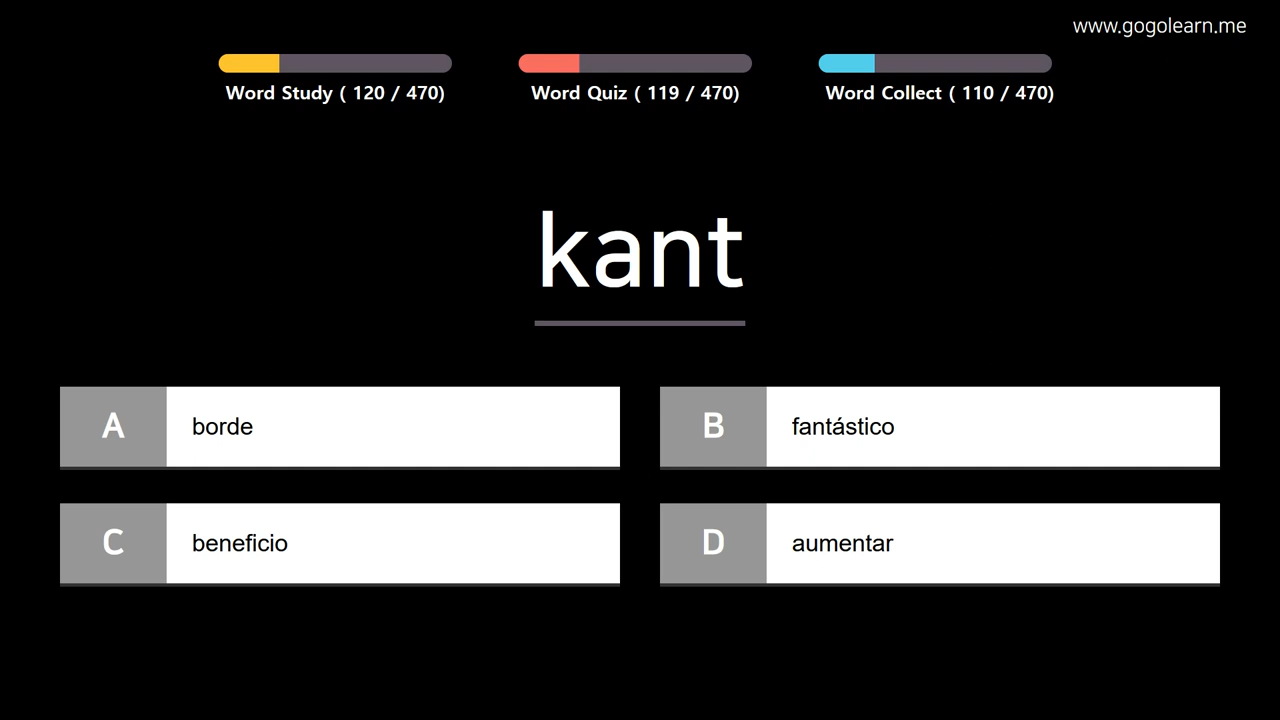 www.gogolearn.me
Word Study ( 120 / 470)
Word Quiz ( 119 / 470)
Word Collect ( 110 / 470)
kant
A borde
B fantástico
C beneficio
D aumentar